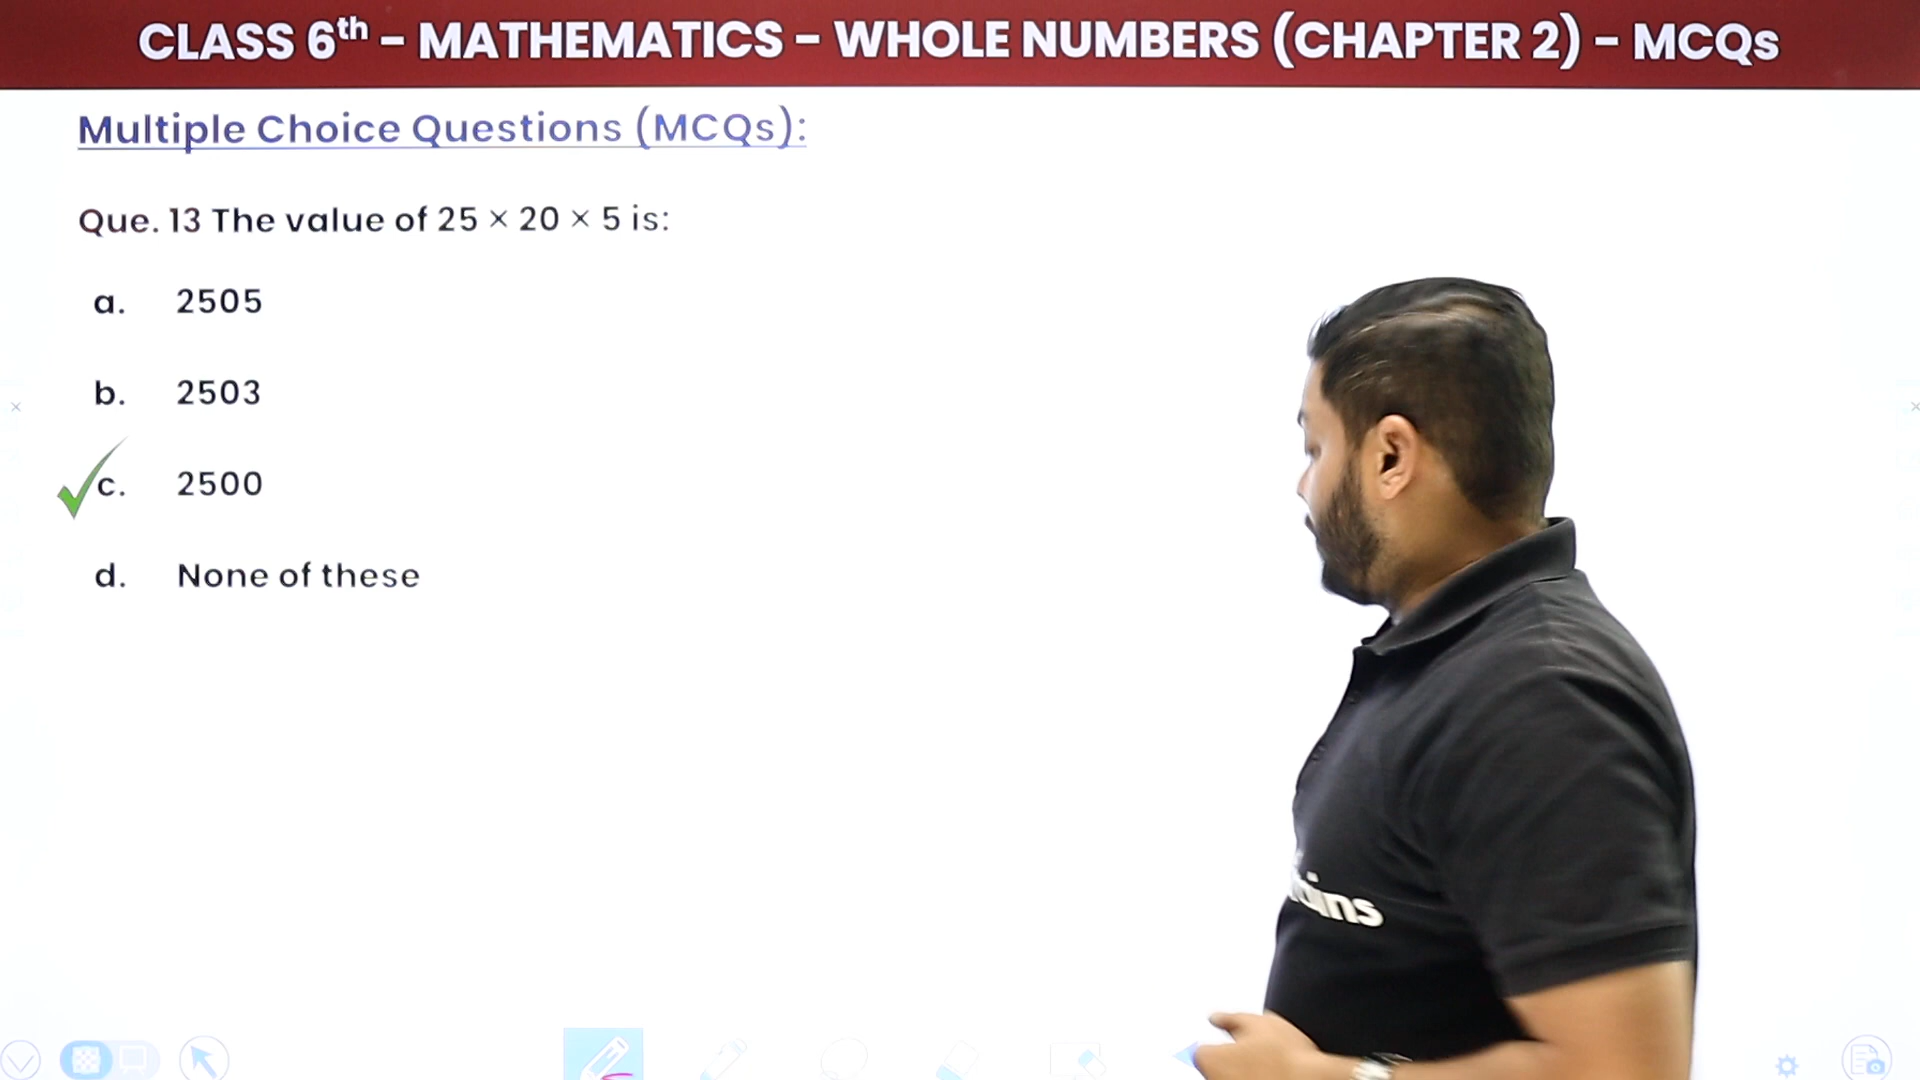 CLASS 6th – MATHEMATICS – WHOLE NUMBERS (CHAPTER 2) – MCQs
Multiple Choice Questions (MCQs):
Que. 13 The value of 25 × 20 × 5 is:
a. 2505
b. 2503
c. 2500
d. None of these